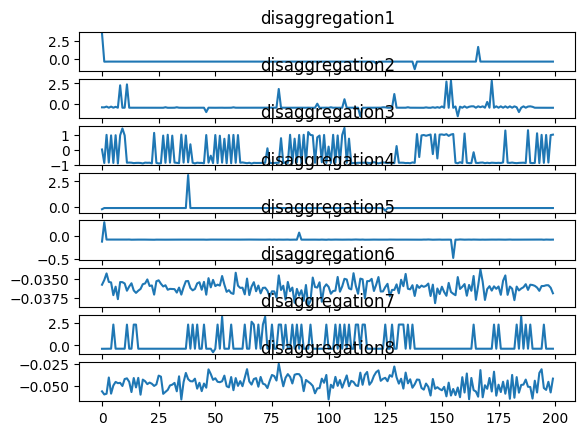 disaggregation1
2.5
0.0
disaggregation2
2.5
0.0
disaggregation3
1
0
−1
disaggregation4
2.5
0.0
disaggregation5
0.0
−0.5
disaggregation6
−0.0350
−0.0375
disaggregation7
2.5
0.0
disaggregation8
−0.025
−0.050
0 25 50 75 100 125 150 175 200